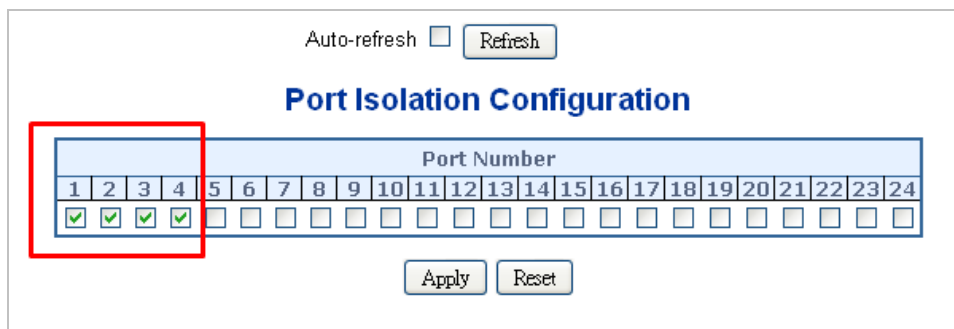 Auto-refresh Refresh
Port Isolation Configuration
Port Number
1 2 3 4 5 6 7 8 9 10 11 12 13 14 15 16 17 18 19 20 21 22 23 24
Apply Reset